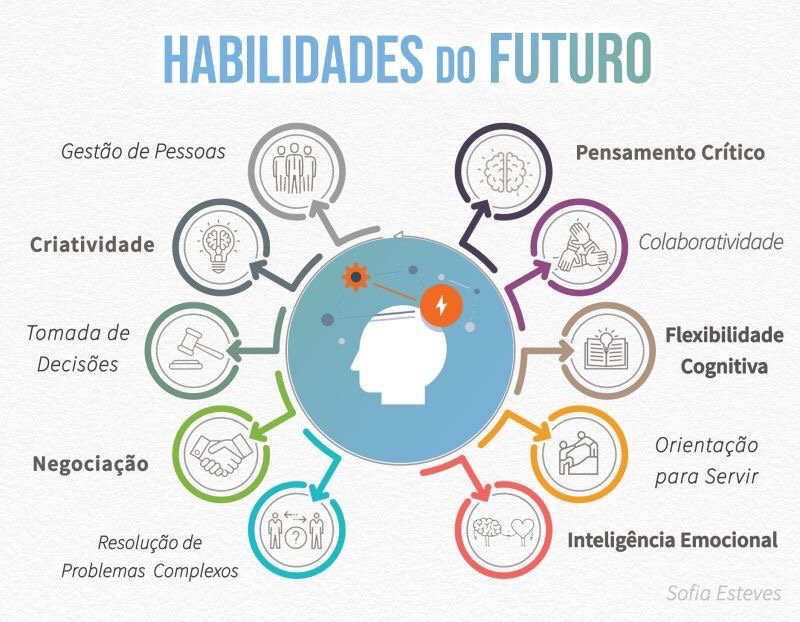 HABILIDADES DO FUTURO
Gestão de Pessoas
Pensamento Crítico
Criatividade
Colaboratividade
Tomada de
Decisões
Flexibilidade
Cognitiva
Negociação
Orientação
para Servir
Resolução de
Problemas Complexos
Inteligência Emocional
?
Sofia Esteves